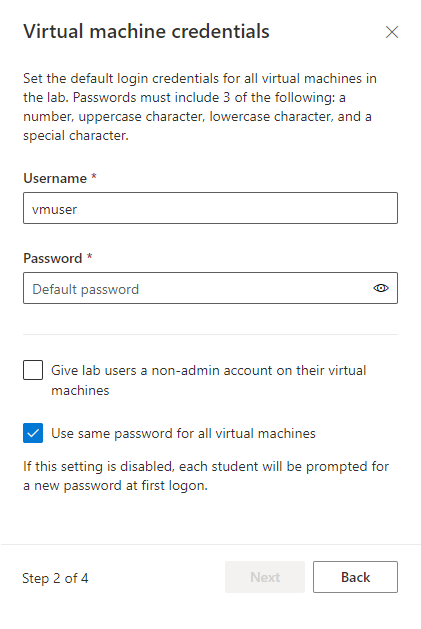 Virtual machine credentials
Set the default login credentials for all virtual machines in
the lab. Passwords must include 3 of the following: a
number, uppercase character, lowercase character, and a
special character.
Username *
vmuser
Password *
Default password
Give lab users a non-admin account on their virtual
machines
Use same password for all virtual machines
If this setting is disabled, each student will be prompted for
a new password at first logon.
Step 2 of 4
Next
Back